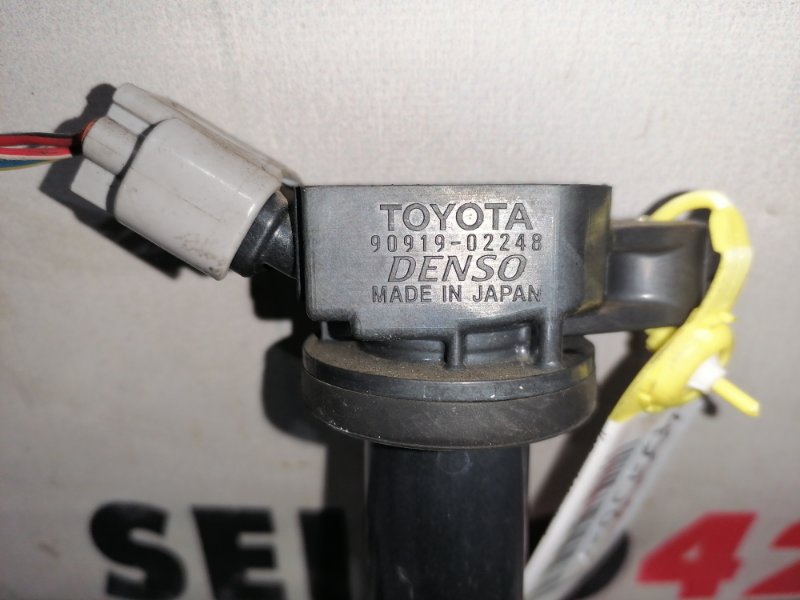 TOYOTA
90919-02248
DENSO
MADE IN JAPAN
42